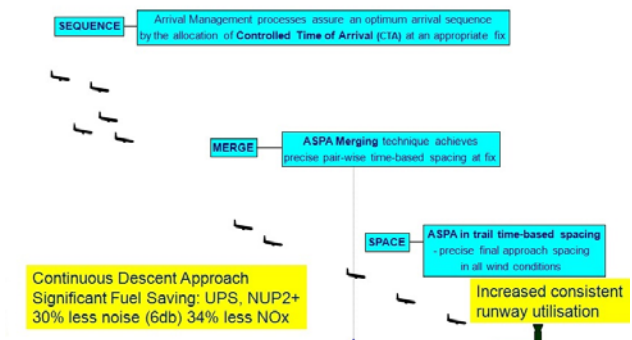 SEQUENCE
Arrival Management processes assure an optimum arrival sequence
by the allocation of Controlled Time of Arrival (CTA) at an appropriate fix
MERGE
ASPA Merging technique achieves
precise pair-wise time-based spacing at fix
SPACE
ASPA in trail time-based spacing
- precise final approach spacing
in all wind conditions
Continuous Descent Approach
Significant Fuel Saving: UPS, NUP2+
30% less noise (6db) 34% less NOx
Increased consistent
runway utilisation